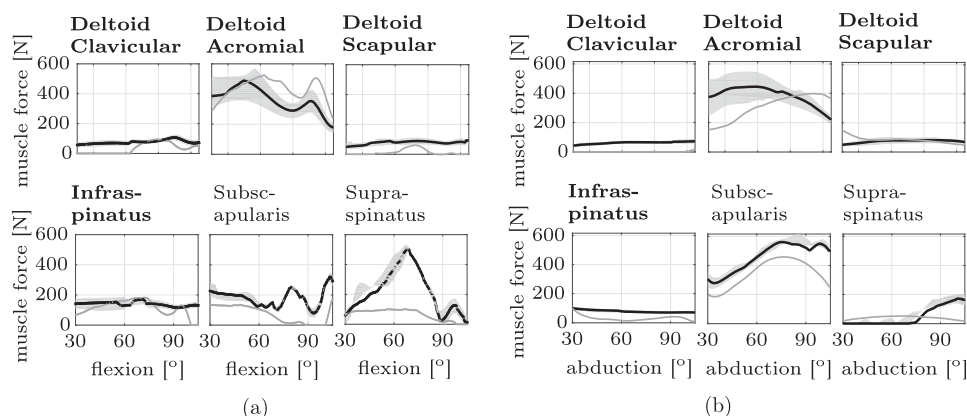 Deltoid Clavicular
Deltoid Acromial
Deltoid Scapular
muscle force [N]
600
400
200
0
Infras-
pinatus
Subsc-
apularis
Supra-
spinatus
muscle force [N]
600
400
200
0
30 60 90
30 60 90
30 60 90
flexion [º]
flexion [º]
flexion [º]
(a)
Deltoid Clavicular
Deltoid Acromial
Deltoid Scapular
muscle force [N]
600
400
200
0
Infras-
pinatus
Subsc-
apularis
Supra-
spinatus
muscle force [N]
600
400
200
0
30 60 90
30 60 90
30 60 90
abduction [º]
abduction [º]
abduction [º]
(b)